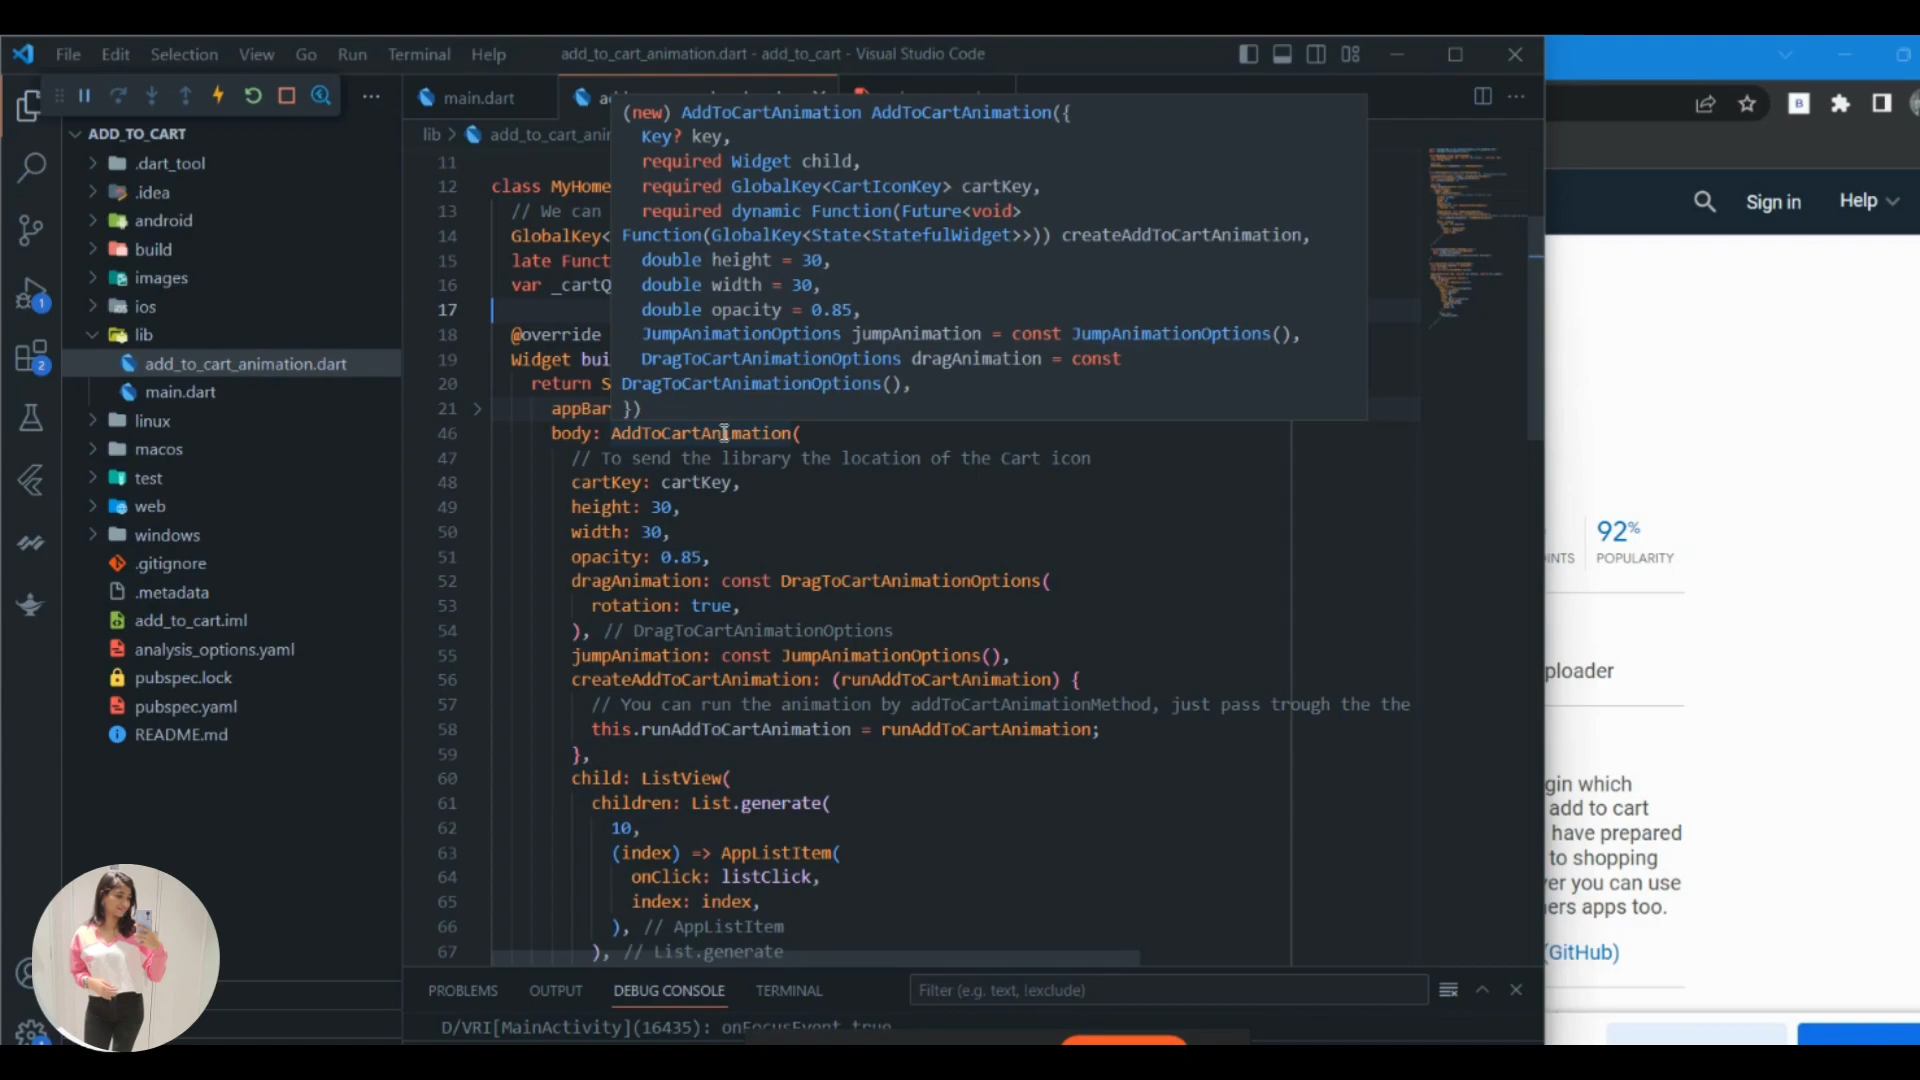 File Edit Selection View Go Run Terminal Help add_to_cart_animation.dart - add_to_cart - Visual Studio Code
main.dart
ADD_TO_CART
.dart_tool
.idea
android
build
images
ios
lib
add_to_cart_animation.dart
main.dart
linux
macos
test
web
windows
.gitignore
.metadata
add_to_cart.iml
analysis_options.yaml
pubspec.lock
pubspec.yaml
README.md
1
2
lib > add_to_cart_ani
(new) AddToCartAnimation AddToCartAnimation({
Key? key,
required Widget child,
required GlobalKey<CartIconKey> cartKey,
required dynamic Function(Future<void>
Function(GlobalKey<State<StatefulWidget>>)) createAddToCartAnimation,
double height = 30,
double width = 30,
double opacity = 0.85,
JumpAnimationOptions jumpAnimation = const JumpAnimationOptions(),
DragToCartAnimationOptions dragAnimation = const
DragToCartAnimationOptions(),
})
11
12 class MyHome
13 // We can
14 GlobalKey<
15 late Funct
16 var _cartQ
17
18 @override
19 Widget bui
20 return S
21 appBar
46 body: AddToCartAnimation(
47 // To send the library the location of the Cart icon
48 cartKey: cartKey,
49 height: 30,
50 width: 30,
51 opacity: 0.85,
52 dragAnimation: const DragToCartAnimationOptions(
53 rotation: true,
54 ), // DragToCartAnimationOptions
55 jumpAnimation: const JumpAnimationOptions(),
56 createAddToCartAnimation: (runAddToCartAnimation) {
57 // You can run the animation by addToCartAnimationMethod, just pass trough the the
58 this.runAddToCartAnimation = runAddToCartAnimation;
59 },
60 child: ListView(
61 children: List.generate(
62 10,
63 (index) => AppListItem(
64 onClick: listClick,
65 index: index,
66 ), // AppListItem
67 ), // List.generate
PROBLEMS OUTPUT DEBUG CONSOLE TERMINAL Filter (e.g. text, !exclude)
D/VRI[MainActivity](16435): onFocusEvent true
B
Sign in Help
92%
INTS POPULARITY
ploader
gin which
add to cart
have prepared
to shopping
er you can use
ers apps too.
(GitHub)